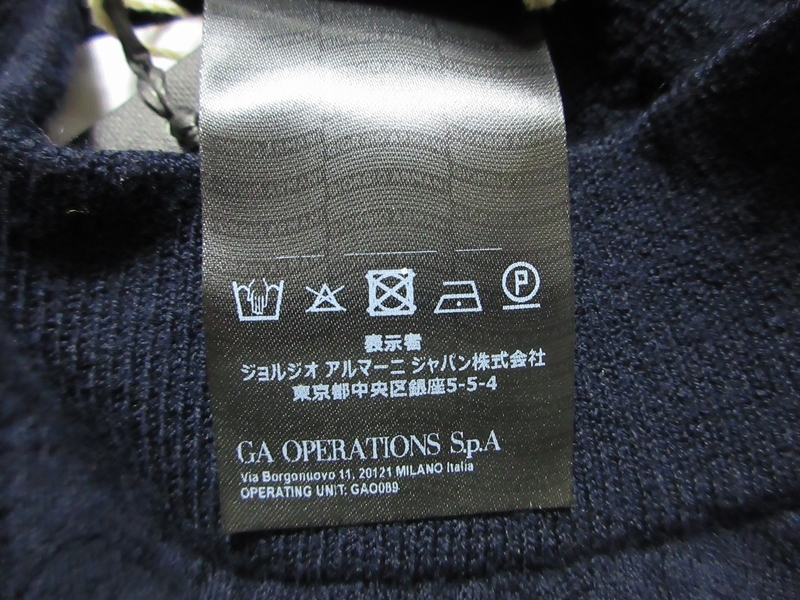 P
表示者
ジョルジオ アルマーニ ジャパン株式会社
東京都中央区銀座5-5-4
GA OPERATIONS S.p.A
Via Borgonuovo 11, 20121 MILANO Italia
OPERATING UNIT: GAO089